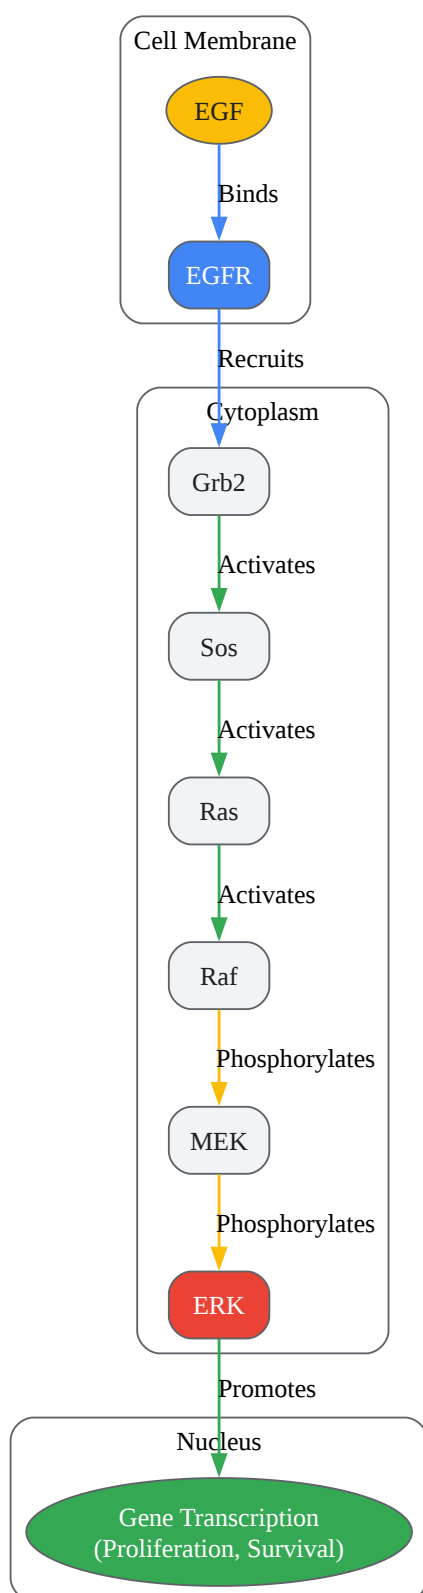 Cell Membrane
EGF
Binds
EGFR
Recruits
Cytoplasm
Grb2
Activates
Sos
Activates
Ras
Activates
Raf
Phosphorylates
MEK
Phosphorylates
ERK
Promotes
Nucleus
Gene Transcription
(Proliferation, Survival)